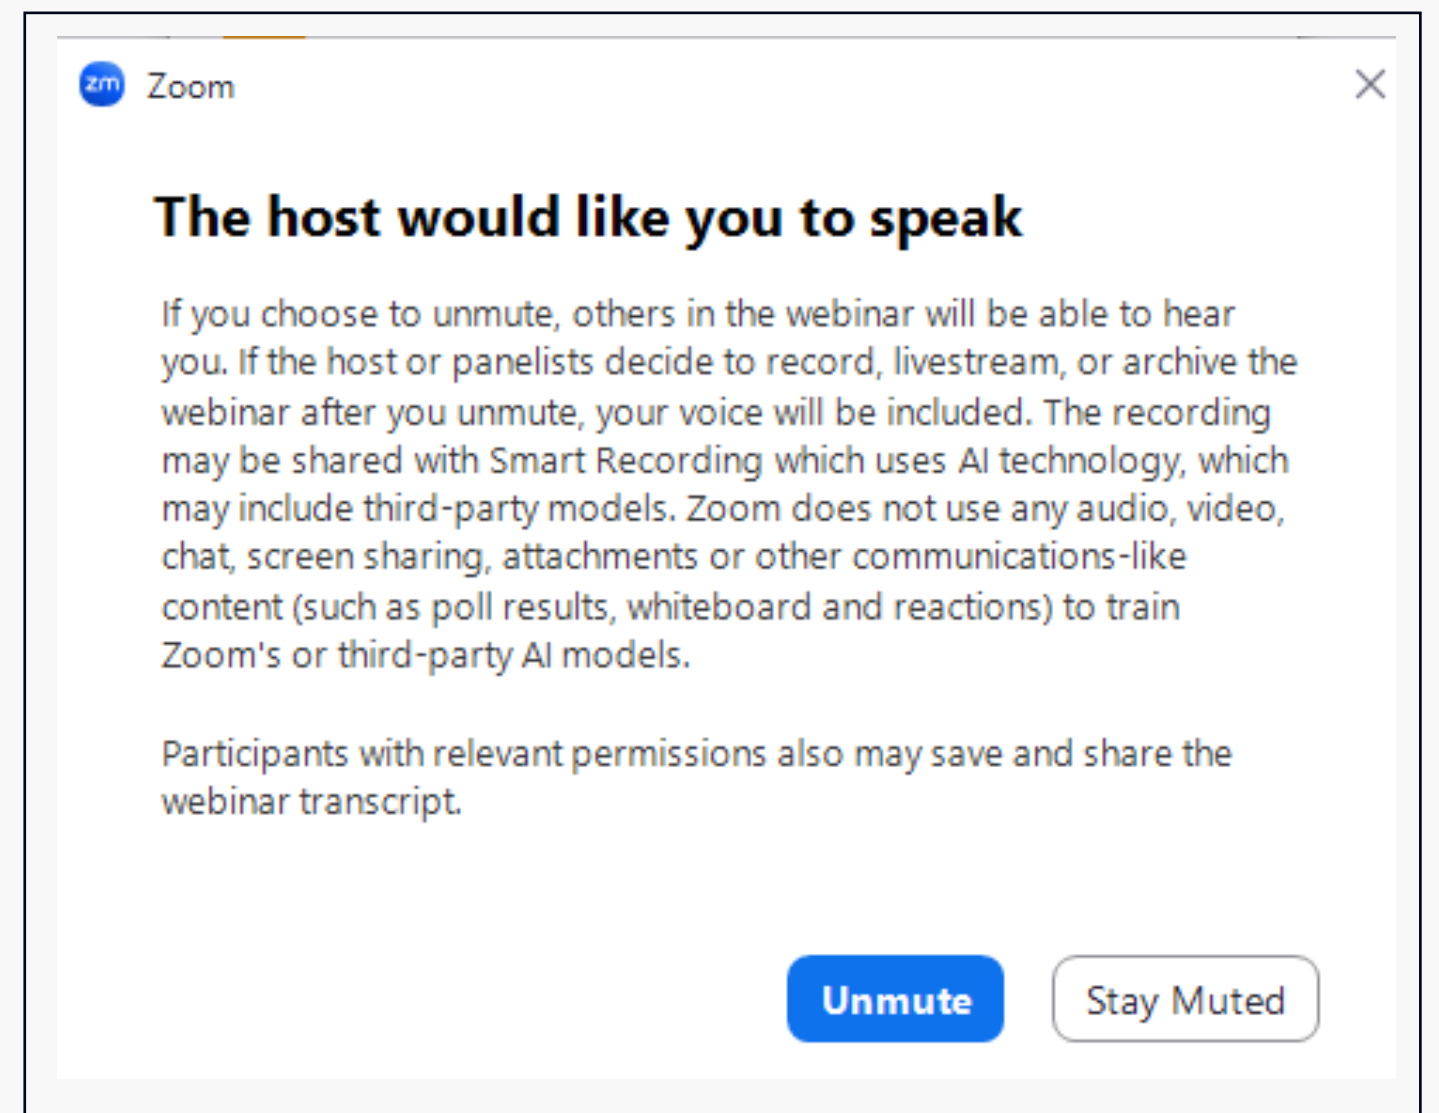 zm Zoom
The host would like you to speak
If you choose to unmute, others in the webinar will be able to hear
you. If the host or panelists decide to record, livestream, or archive the
webinar after you unmute, your voice will be included. The recording
may be shared with Smart Recording which uses AI technology, which
may include third-party models. Zoom does not use any audio, video,
chat, screen sharing, attachments or other communications-like
content (such as poll results, whiteboard and reactions) to train
Zoom's or third-party AI models.
Participants with relevant permissions also may save and share the
webinar transcript.
Unmute Stay Muted